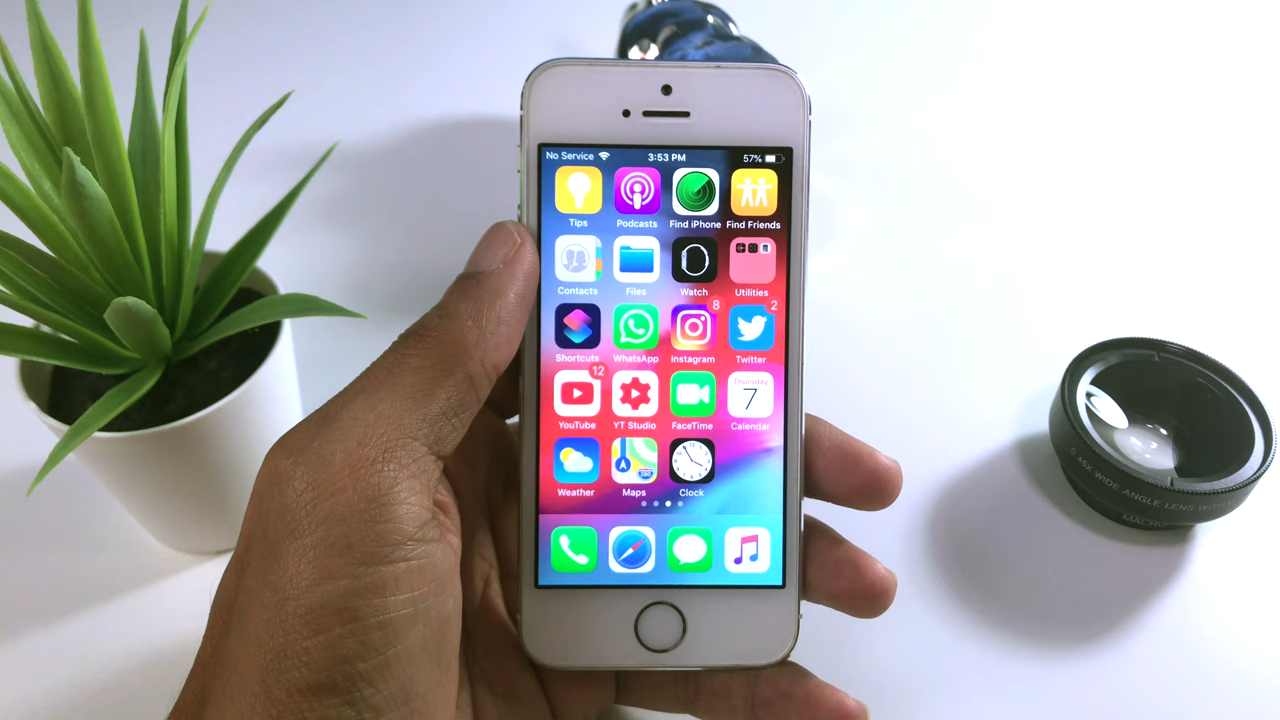 No Service 3:53 PM 57%
Tips Podcasts Find iPhone Find Friends
Contacts Files Watch Utilities
8 2
Shortcuts WhatsApp Instagram Twitter
12 Thursday
7
YouTube YT Studio FaceTime Calendar
280
Weather Maps Clock
0.45X WIDE ANGLE LENS WITH
MACRO